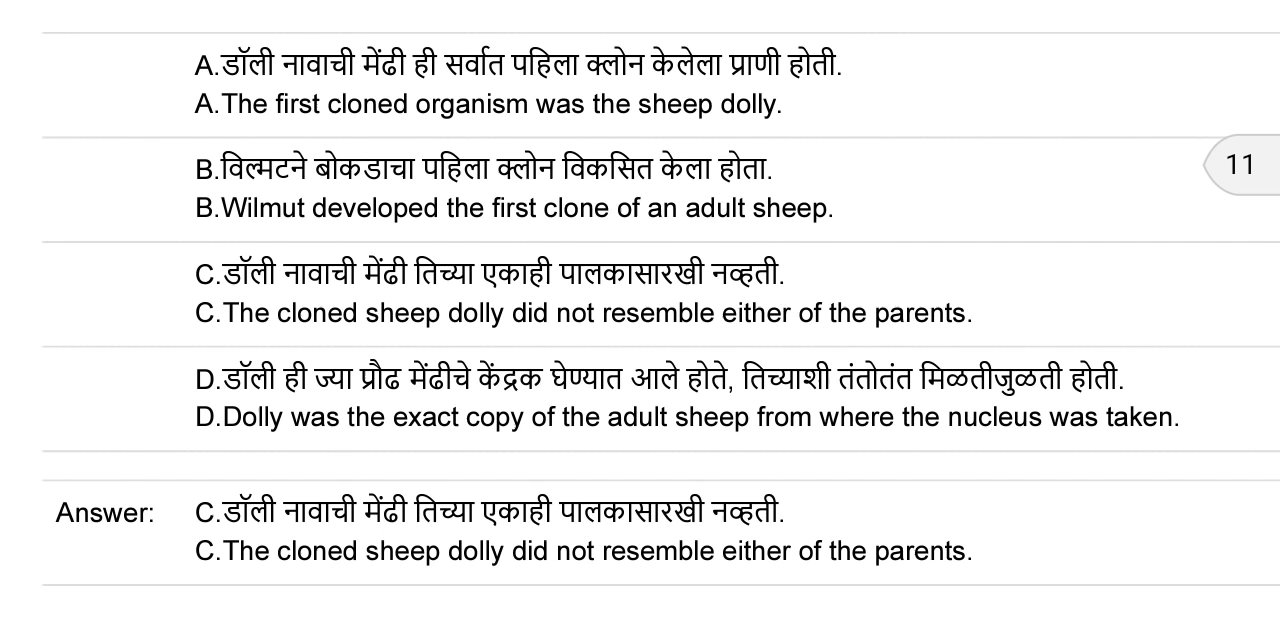 A.डॉली नावाची मेंढी ही सर्वात पहिला क्लोन केलेला प्राणी होती.
A.The first cloned organism was the sheep dolly.
B.विल्मटने बोकडाचा पहिला क्लोन विकसित केला होता.
11
B.Wilmut developed the first clone of an adult sheep.
C.डॉली नावाची मेंढी तिच्या एकाही पालकासारखी नव्हती.
C.The cloned sheep dolly did not resemble either of the parents.
D.डॉली ही ज्या प्रौढ मेंढीचे केंद्रक घेण्यात आले होते, तिच्याशी तंतोतंत मिळतीजुळती होती.
D.Dolly was the exact copy of the adult sheep from where the nucleus was taken.
Answer: C.डॉली नावाची मेंढी तिच्या एकाही पालकासारखी नव्हती.
C.The cloned sheep dolly did not resemble either of the parents.